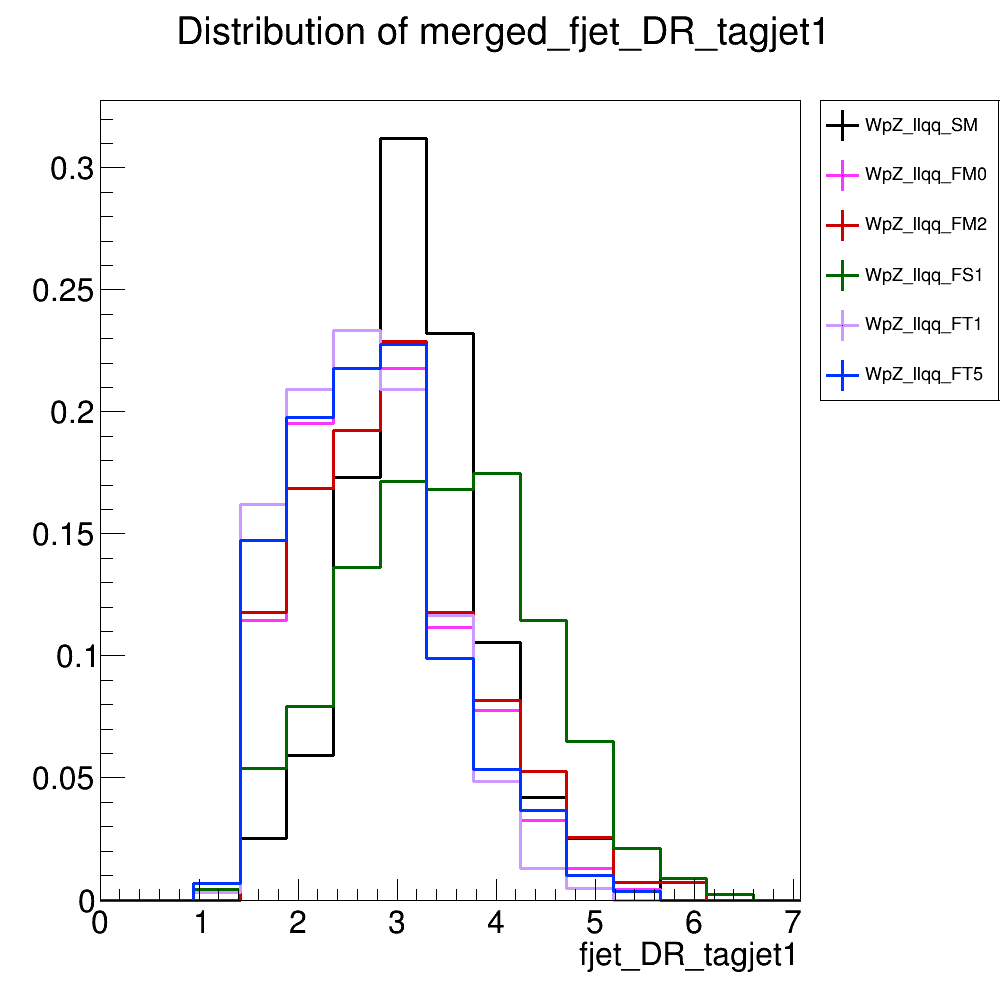 Distribution of merged_fjet_DR_tagjet1
WpZ_llqq_SM
WpZ_llqq_FM0
WpZ_llqq_FM2
WpZ_llqq_FS1
WpZ_llqq_FT1
WpZ_llqq_FT5
0.3
0.25
0.2
0.15
0.1
0.05
0
0 1 2 3 4 5 6 7
fjet_DR_tagjet1